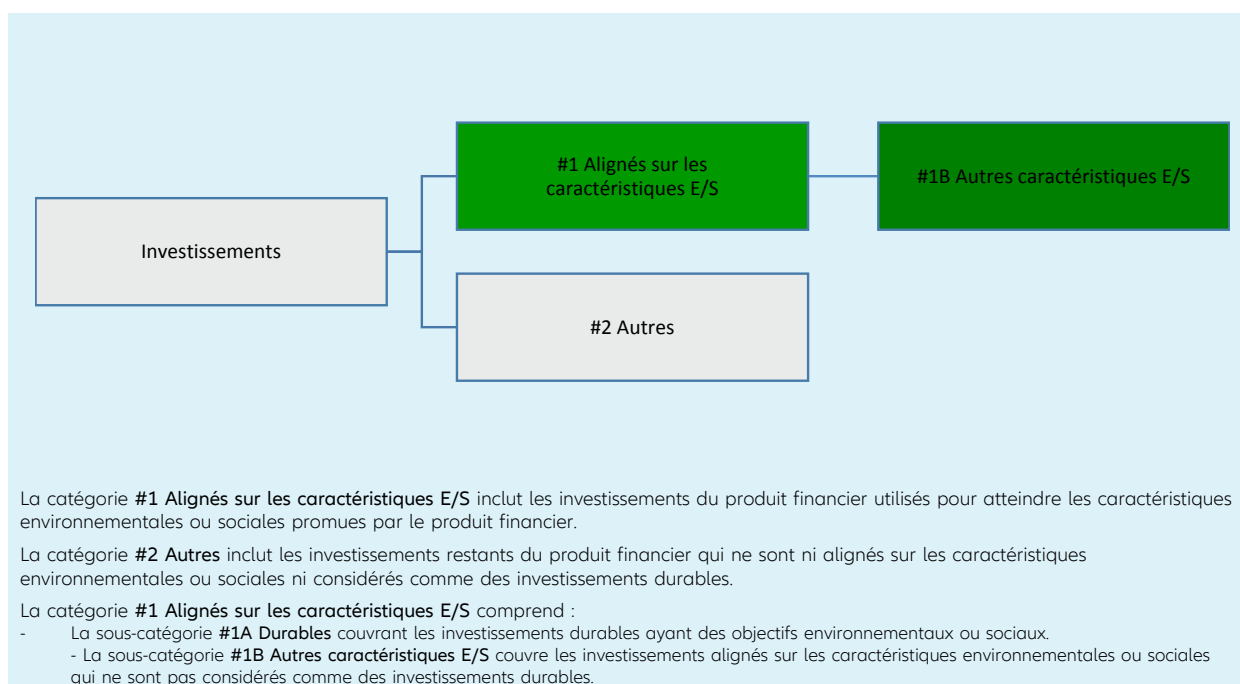 #1 Alignés sur les
caractéristiques E/S
#1B Autres caractéristiques E/S
Investissements
#2 Autres
La catégorie #1 Alignés sur les caractéristiques E/S inclut les investissements du produit financier utilisés pour atteindre les caractéristiques
environnementales ou sociales promues par le produit financier.
La catégorie #2 Autres inclut les investissements restants du produit financier qui ne sont ni alignés sur les caractéristiques
environnementales ou sociales ni considérés comme des investissements durables.
La catégorie #1 Alignés sur les caractéristiques E/S comprend :
- La sous-catégorie #1A Durables couvrant les investissements durables ayant des objectifs environnementaux ou sociaux.
- La sous-catégorie #1B Autres caractéristiques E/S couvre les investissements alignés sur les caractéristiques environnementales ou sociales
qui ne sont pas considérés comme des investissements durables.